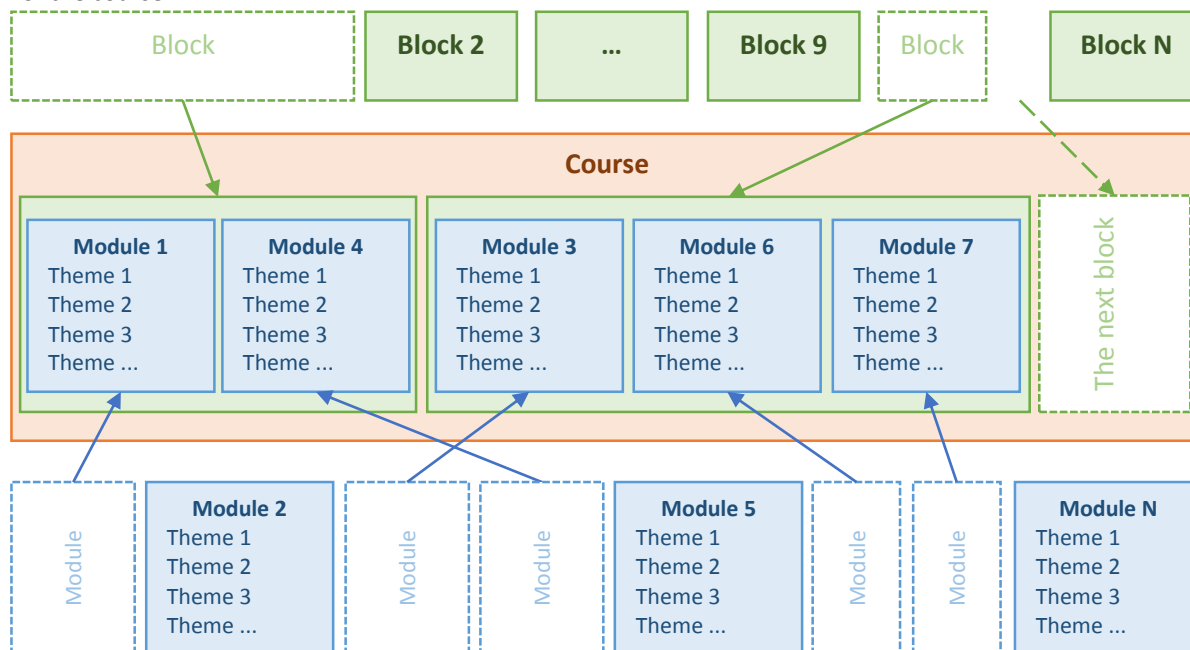 Block
Block 2
...
Block 9
Block
Block N
Course
Module 1
Theme 1
Theme 2
Theme 3
Theme ...
Module 4
Theme 1
Theme 2
Theme 3
Theme ...
Module 3
Theme 1
Theme 2
Theme 3
Theme ...
Module 6
Theme 1
Theme 2
Theme 3
Theme ...
Module 7
Theme 1
Theme 2
Theme 3
Theme ...
The next block
Module
Module 2
Theme 1
Theme 2
Theme 3
Theme ...
Module
Module
Module 5
Theme 1
Theme 2
Theme 3
Theme ...
Module
Module
Module N
Theme 1
Theme 2
Theme 3
Theme ...